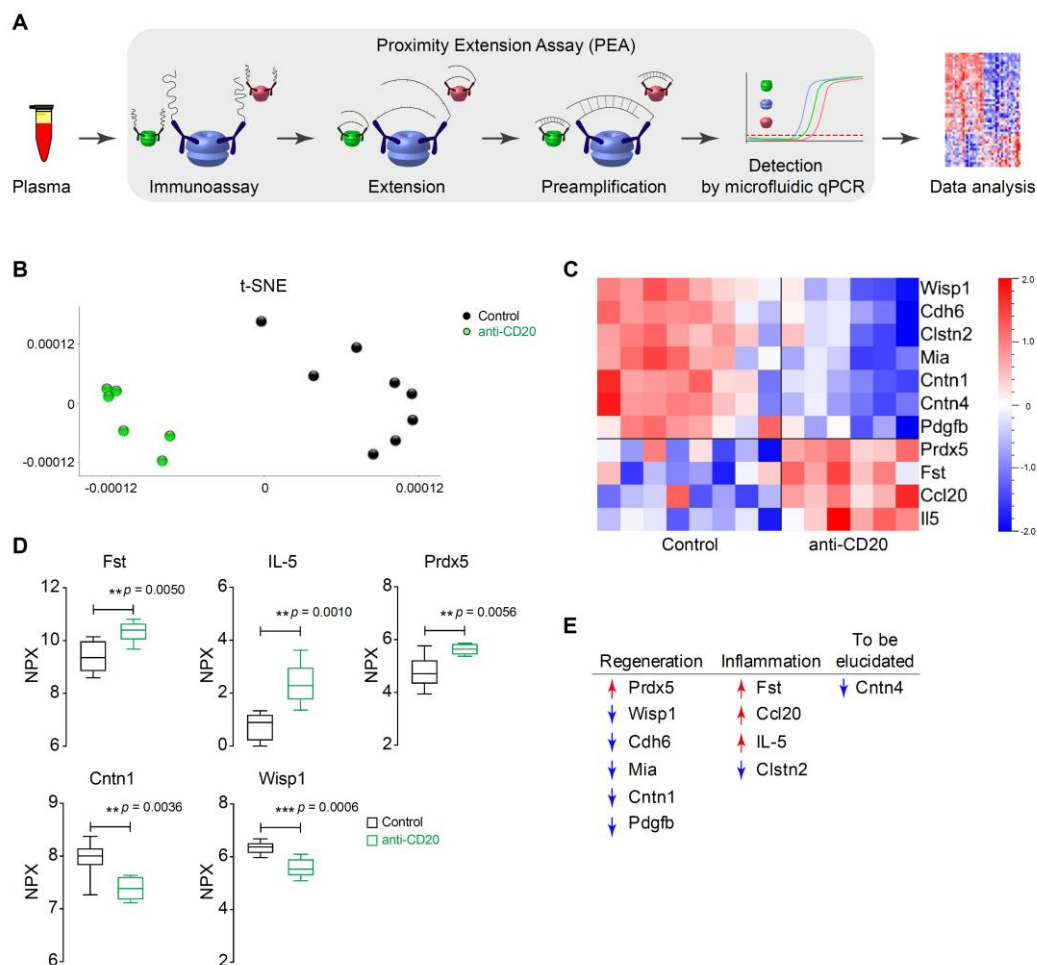 A
Proximity Extension Assay (PEA)
Plasma
Immunoassay
Extension
Preamplification
Detection
by microfluidic qPCR
Data analysis
B
t-SNE
Control
anti-CD20
0.00012
0
-0.00012
-0.00012
0
0.00012
C
Wisp1
Cdh6
Clstn2
Mia
Cntn1
Cntn4
Pdgfb
Prdx5
Fst
Ccl20
Il5
Control
anti-CD20
2.0
1.0
0
-1.0
-2.0
D
Fst
NPX
12
10
8
6
**p = 0.0050
IL-5
NPX
6
4
2
0
**p = 0.0010
Prdx5
NPX
8
6
4
2
**p = 0.0056
Cntn1
NPX
9
8
7
6
**p = 0.0036
Wisp1
NPX
8
6
4
2
***p = 0.0006
Control
anti-CD20
E
Regeneration
Prdx5
Wisp1
Cdh6
Mia
Cntn1
Pdgfb
Inflammation
Fst
Ccl20
IL-5
Clstn2
To be
elucidated
Cntn4